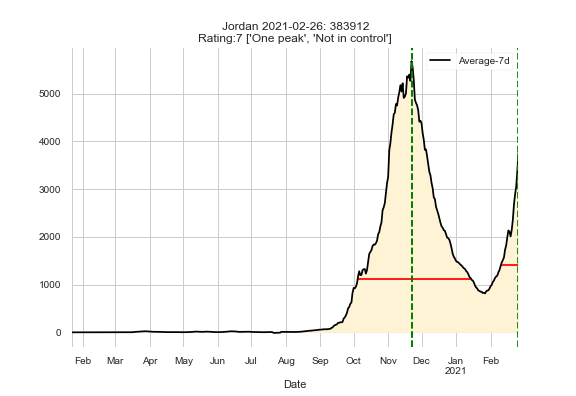 Jordan 2021-02-26: 383912
Rating:7 ['One peak', 'Not in control']
Average-7d
5000
4000
3000
2000
1000
0
Feb Mar Apr May Jun Jul Aug Sep Oct Nov Dec Jan Feb
2021
Date